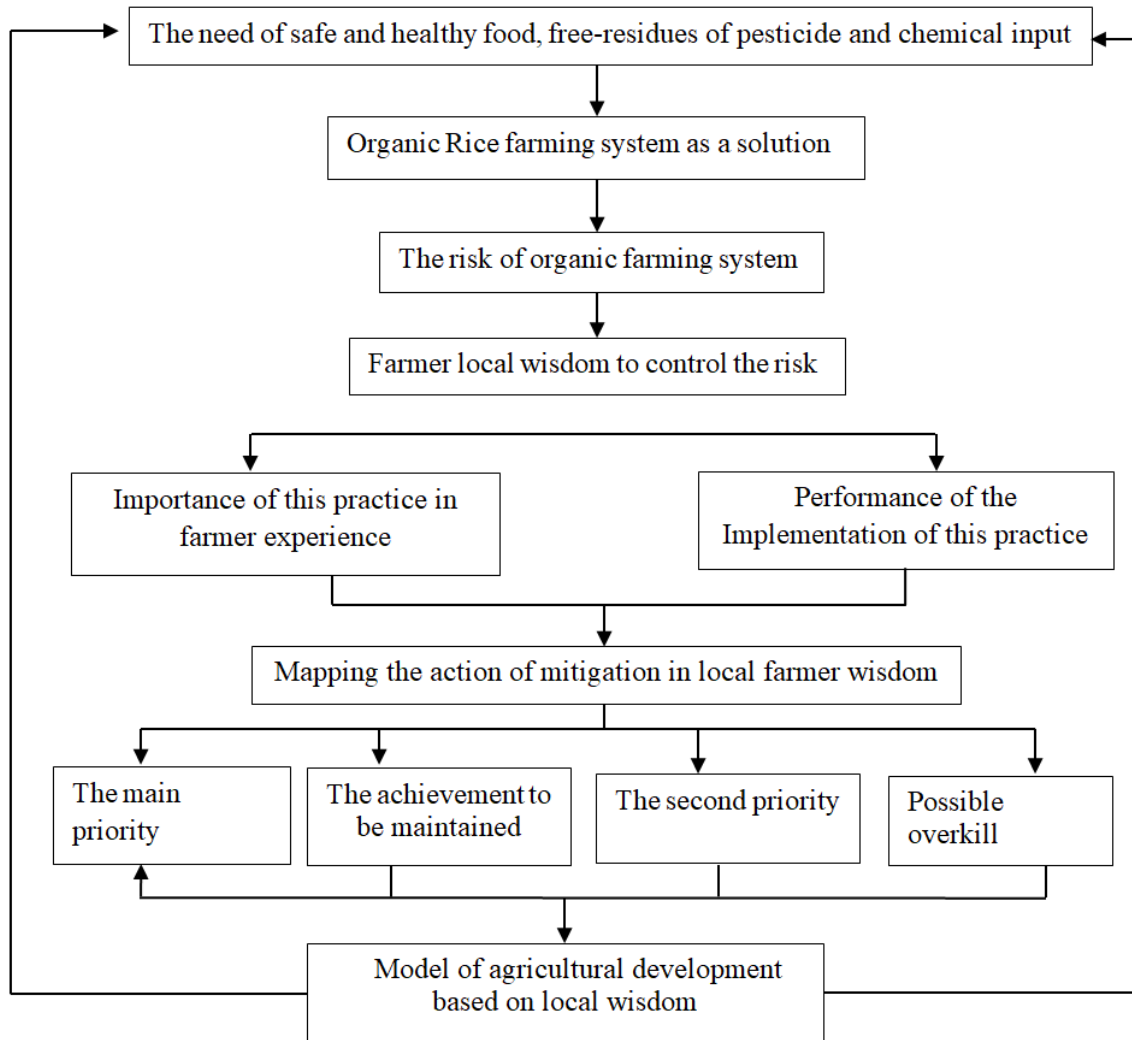 The need of safe and healthy food, free-residues of pesticide and chemical input
Organic Rice farming system as a solution
The risk of organic farming system
Farmer local wisdom to control the risk
Importance of this practice in
farmer experience
Performance of the
Implementation of this practice
Mapping the action of mitigation in local farmer wisdom
The main
priority
The achievement to
be maintained
The second priority
Possible
overkill
Model of agricultural development
based on local wisdom